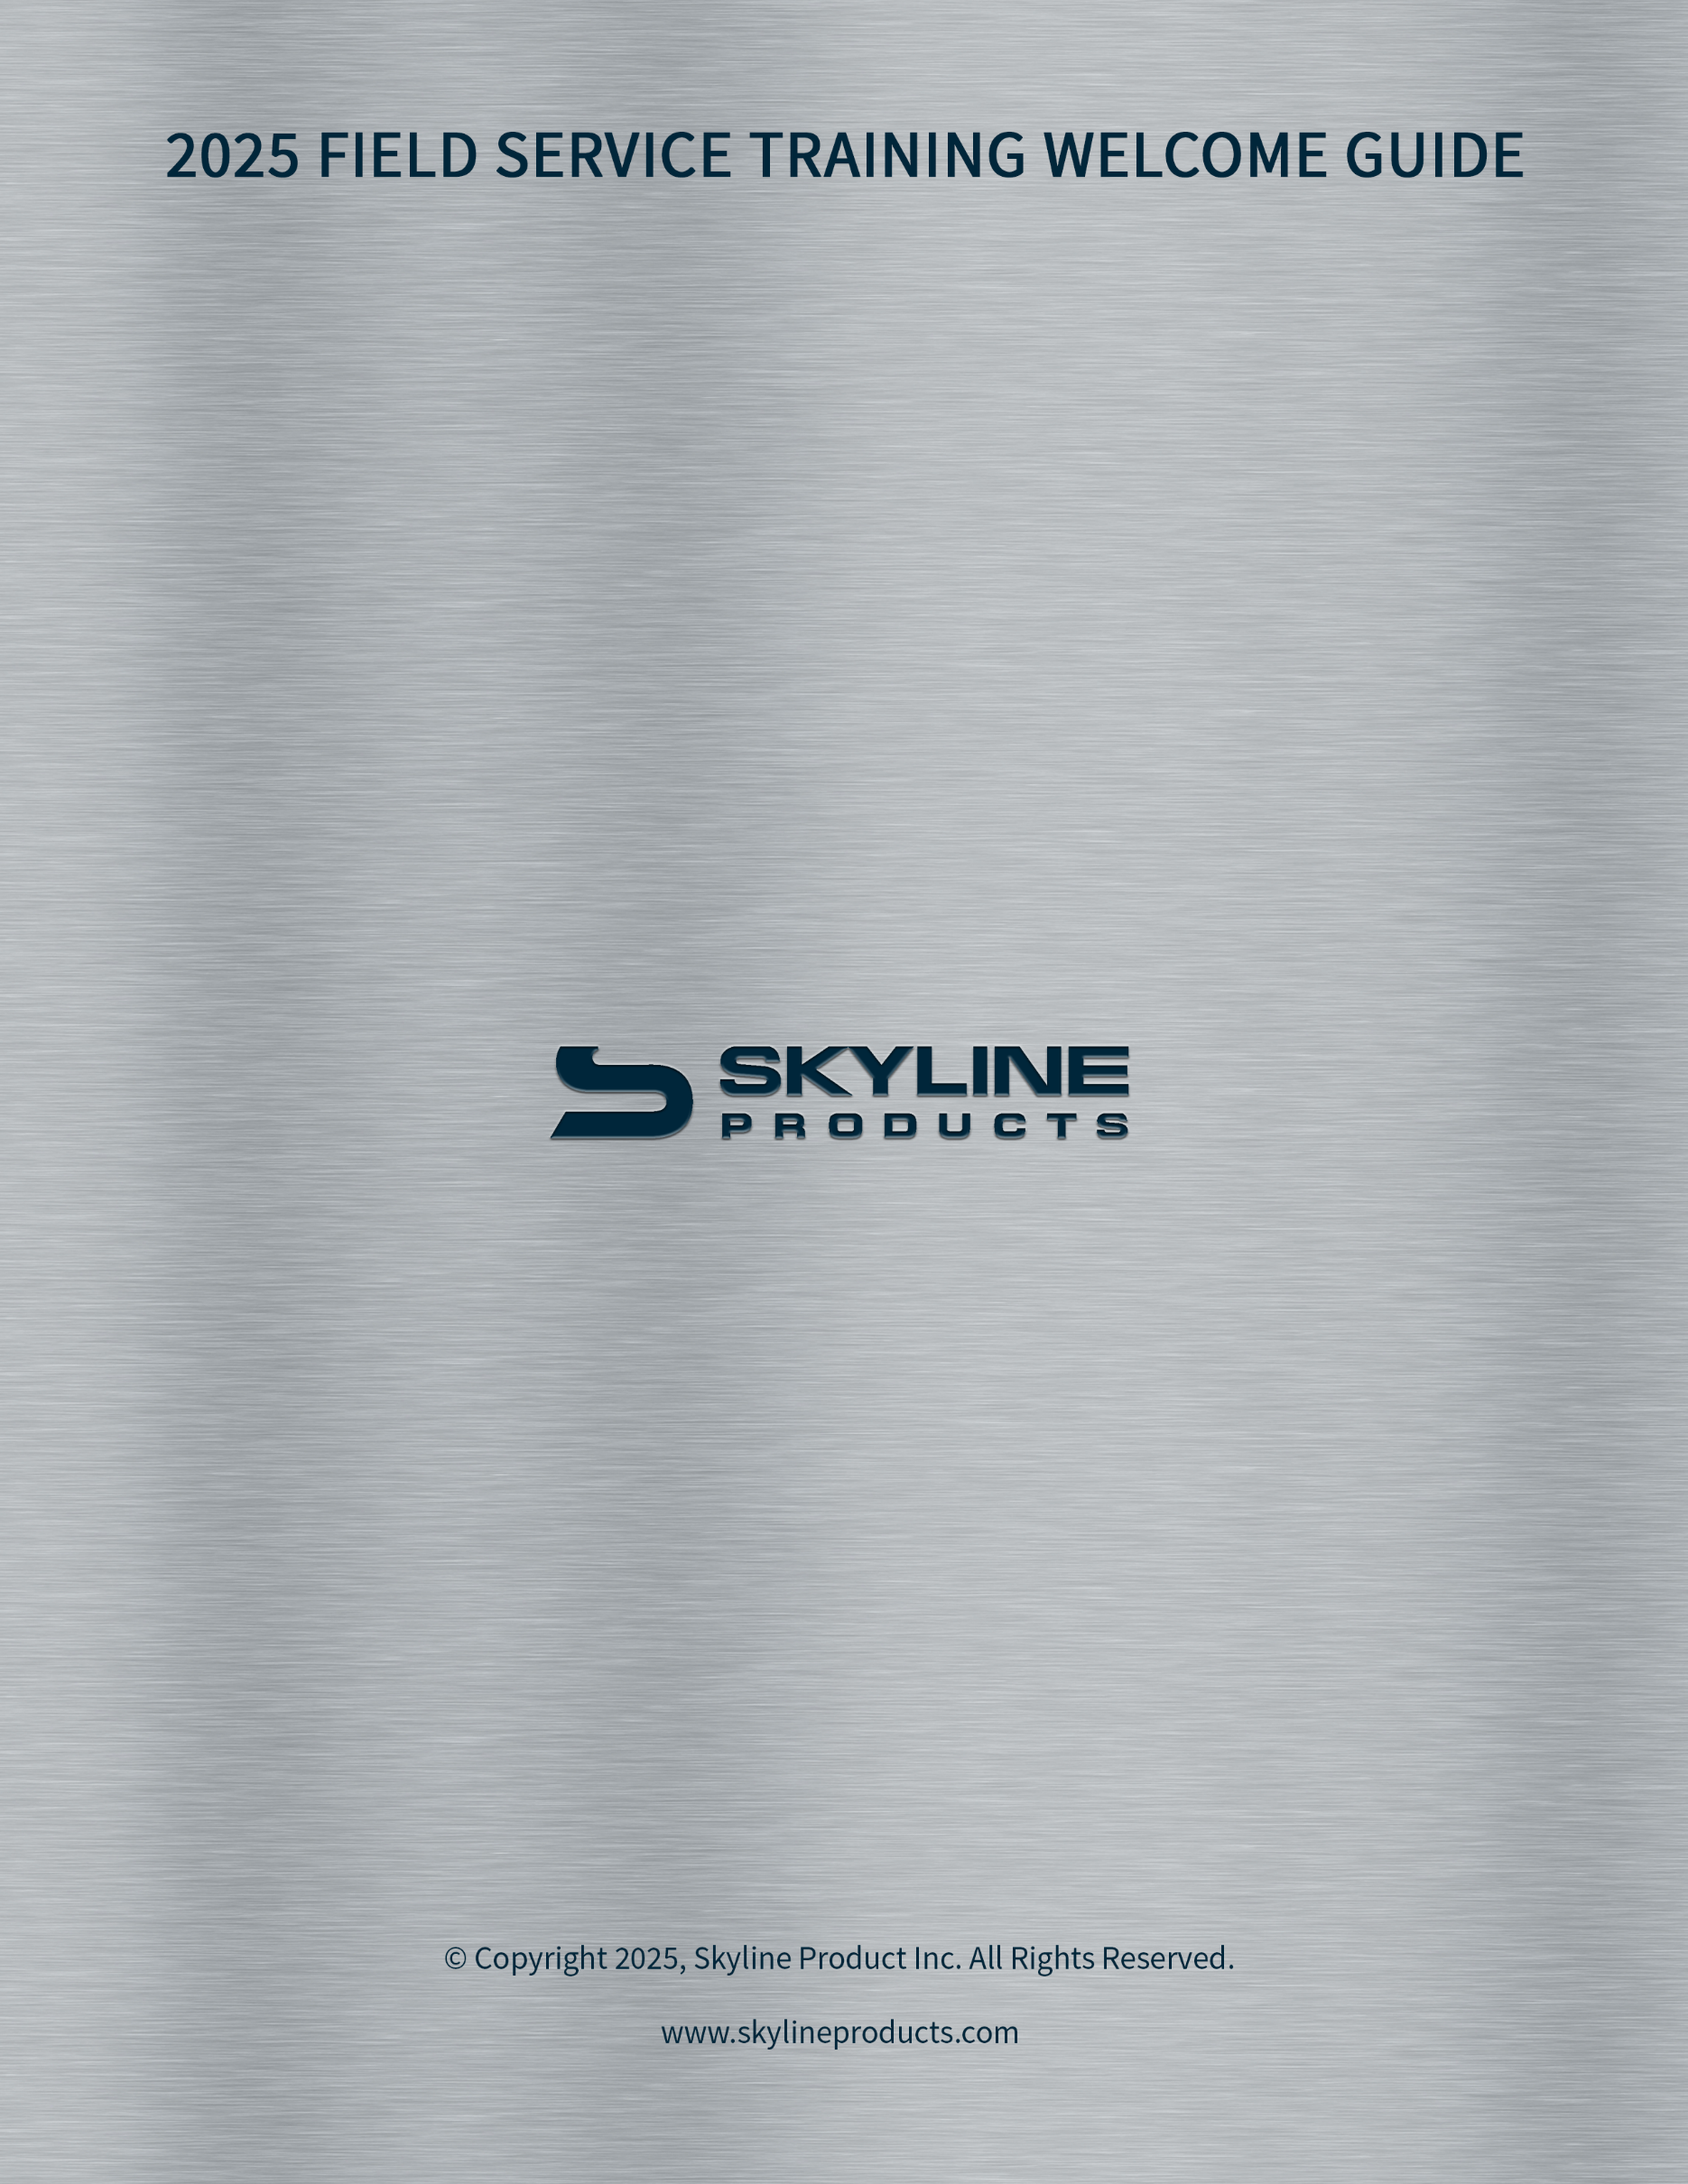 2025 FIELD SERVICE TRAINING WELCOME GUIDE
SKYLINE
PRODUCTS
© Copyright 2025, Skyline Product Inc. All Rights Reserved.
www.skylineproducts.com